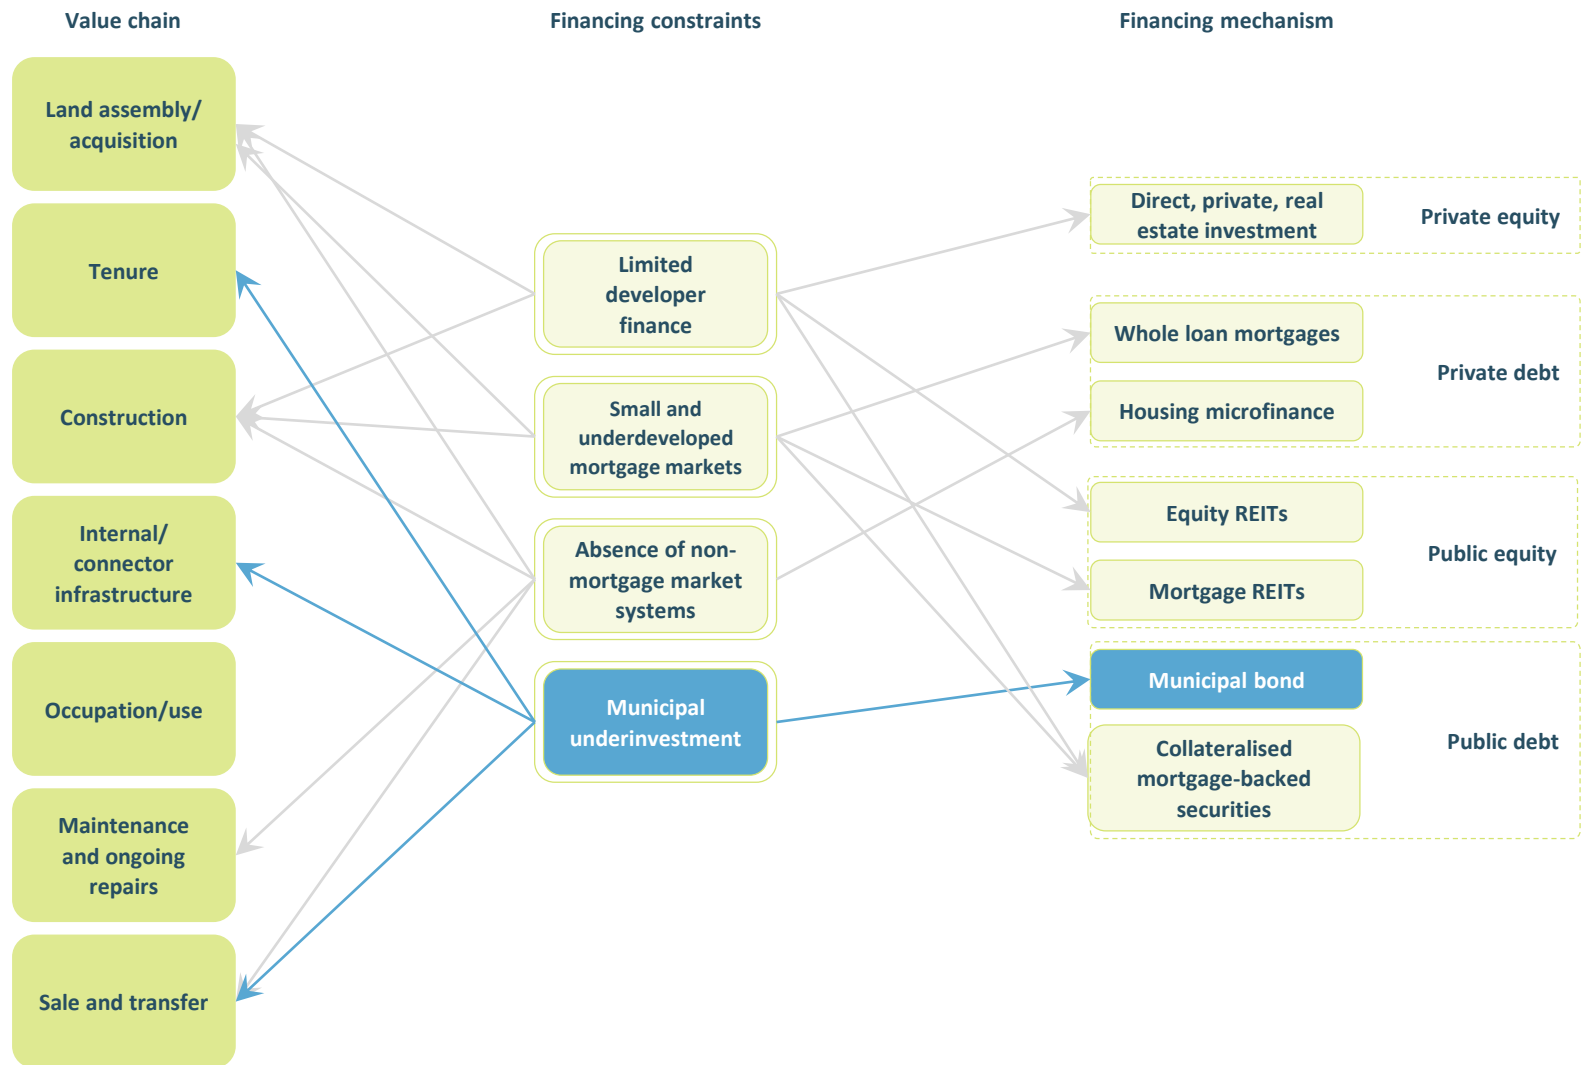 Value chain
Financing constraints
Financing mechanism
Land assembly/
acquisition
Tenure
Construction
Internal/
connector
infrastructure
Occupation/use
Maintenance
and ongoing
repairs
Sale and transfer
Limited
developer
finance
Small and
underdeveloped
mortgage markets
Absence of non-
mortgage market
systems
Municipal
underinvestment
Direct, private, real
estate investment
Private equity
Whole loan mortgages
Housing microfinance
Private debt
Equity REITs
Mortgage REITs
Public equity
Municipal bond
Collateralised
mortgage-backed
securities
Public debt